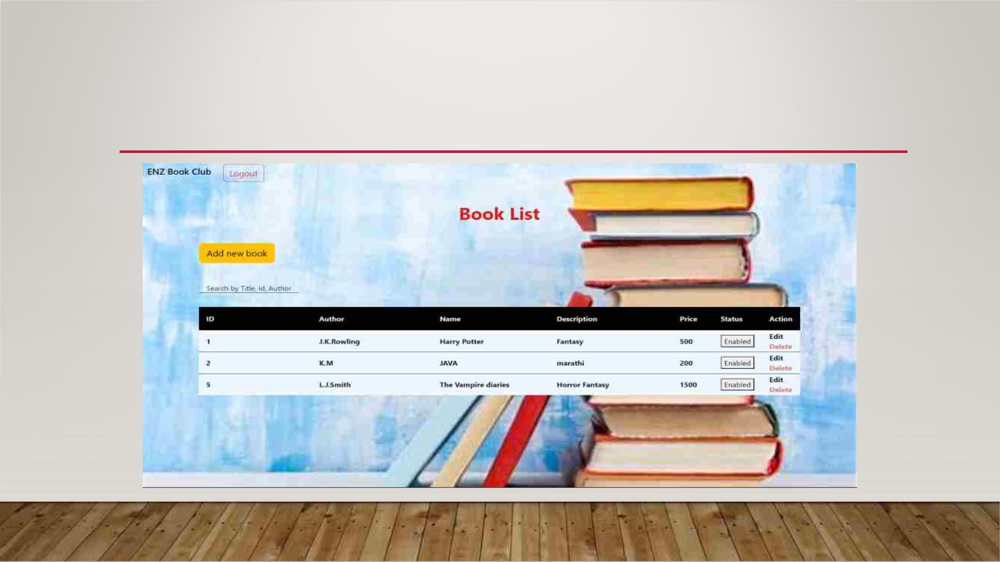 ENZ Book Club Logout
Book List
Add new book
Search by Title, Id, Author
ID Author Name Description Price Status Action
1 J.K.Rowling Harry Potter Fantasy 500 Enabled Edit
Delete
2 K.M JAVA marathi 200 Enabled Edit
Delete
5 L.J.Smith The Vampire diaries Horror Fantasy 1500 Enabled Edit
Delete